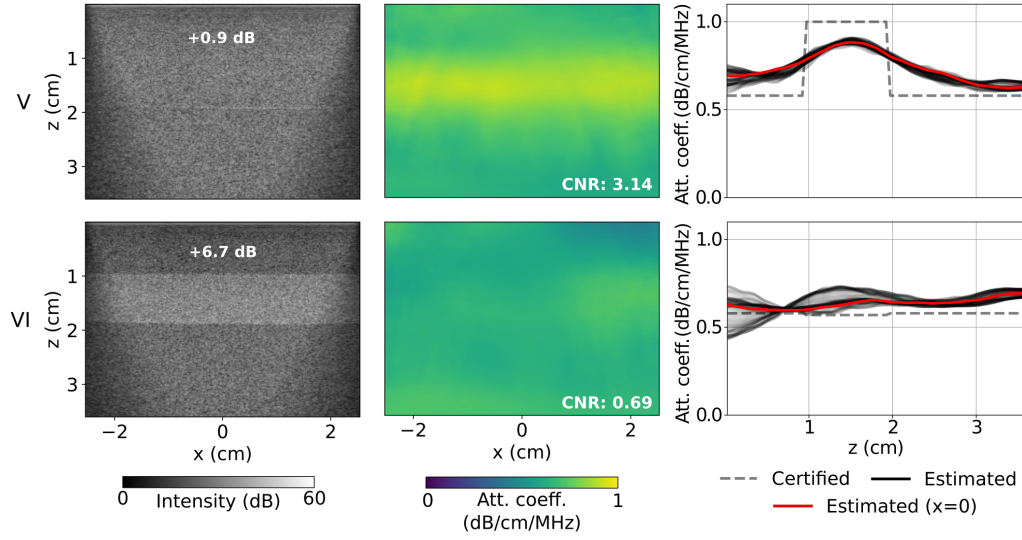 V
z (cm)
1
2
3
+0.9 dB
CNR: 3.14
Att. coeff.(dB/cm/MHz)
1.0
0.5
0.0
VI
z (cm)
1
2
3
+6.7 dB
−2
0
2
x (cm)
CNR: 0.69
−2
0
2
x (cm)
Att. coeff.(dB/cm/MHz)
1.0
0.5
0.0
1
2
3
z (cm)
0
Intensity (dB)
60
0
Att. coeff.
1
(dB/cm/MHz)
Certified
Estimated
Estimated (x=0)